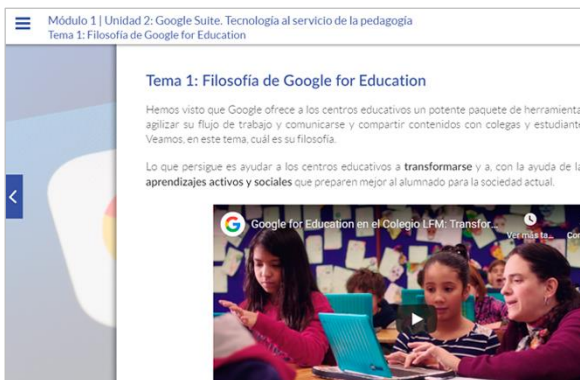 Módulo 1 | Unidad 2: Google Suite. Tecnología al servicio de la pedagogía
Tema 1: Filosofía de Google for Education
Tema 1: Filosofía de Google for Education
Hemos visto que Google ofrece a los centros educativos un potente paquete de herramienta
agilizar su flujo de trabajo y comunicarse y compartir contenidos con colegas y estudiante
Veamos, en este tema, cuál es su filosofía.
Lo que persigue es ayudar a los centros educativos a transformarse y a, con la ayuda de la
aprendizajes activos y sociales que preparen mejor al alumnado para la sociedad actual.
G Google for Education en el Colegio LFM: Transfor...
Ver más ta... Con